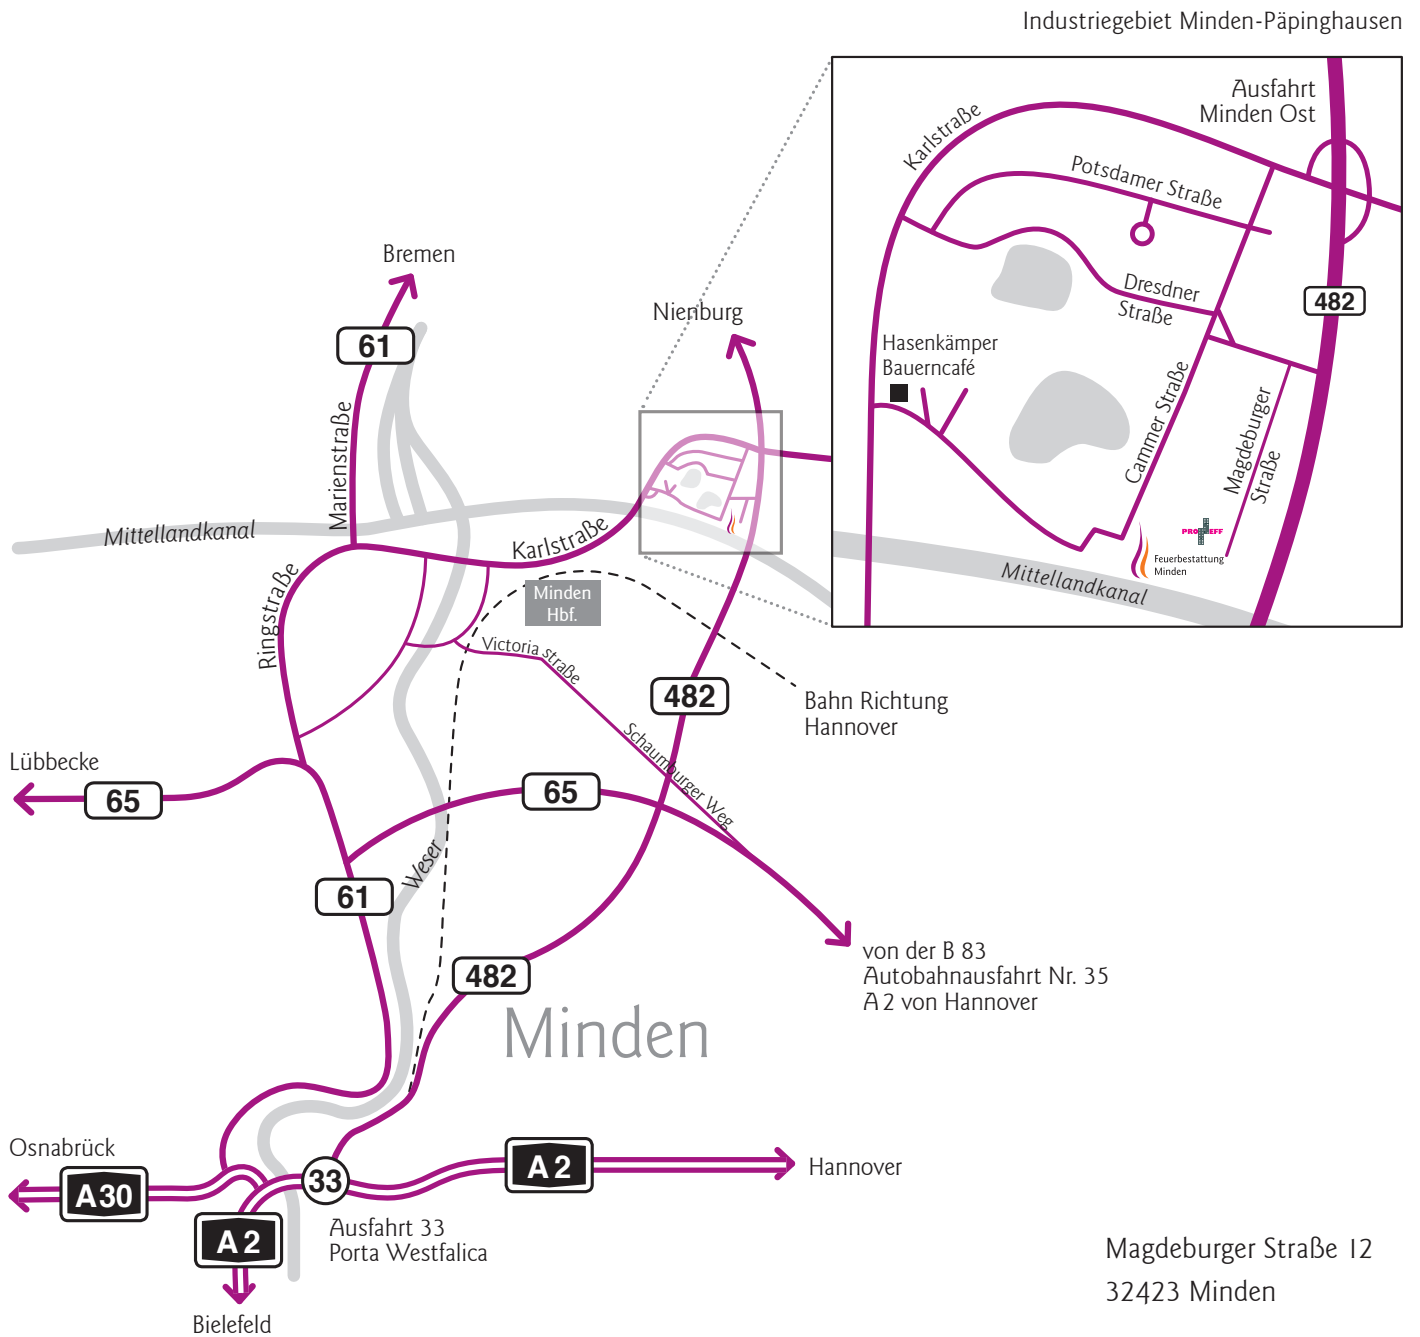 Industriegebiet Minden-Päpinghausen
Ausfahrt
Minden Ost
Karlstraße
Potsdamer Straße
Dresdner
Straße
482
Hasenkämper
Bauerncafé
Cammer Straße
Magdeburger
Straße
PRO EFF
Feuerbestattung
Minden
Mittellandkanal
Bremen
61
Nienburg
Marienstraße
Mittellandkanal
Karlstraße
Ringstraße
Minden
Hbf.
Victoria straße
482
Bahn Richtung
Hannover
Schaumburger Weg
Lübbecke
65
65
Weser
61
von der B 83
Autobahnausfahrt Nr. 35
A 2 von Hannover
482
Minden
Osnabrück
A 30
33
A 2
Hannover
A 2
Ausfahrt 33
Porta Westfalica
Bielefeld
Magdeburger Straße 12
32423 Minden